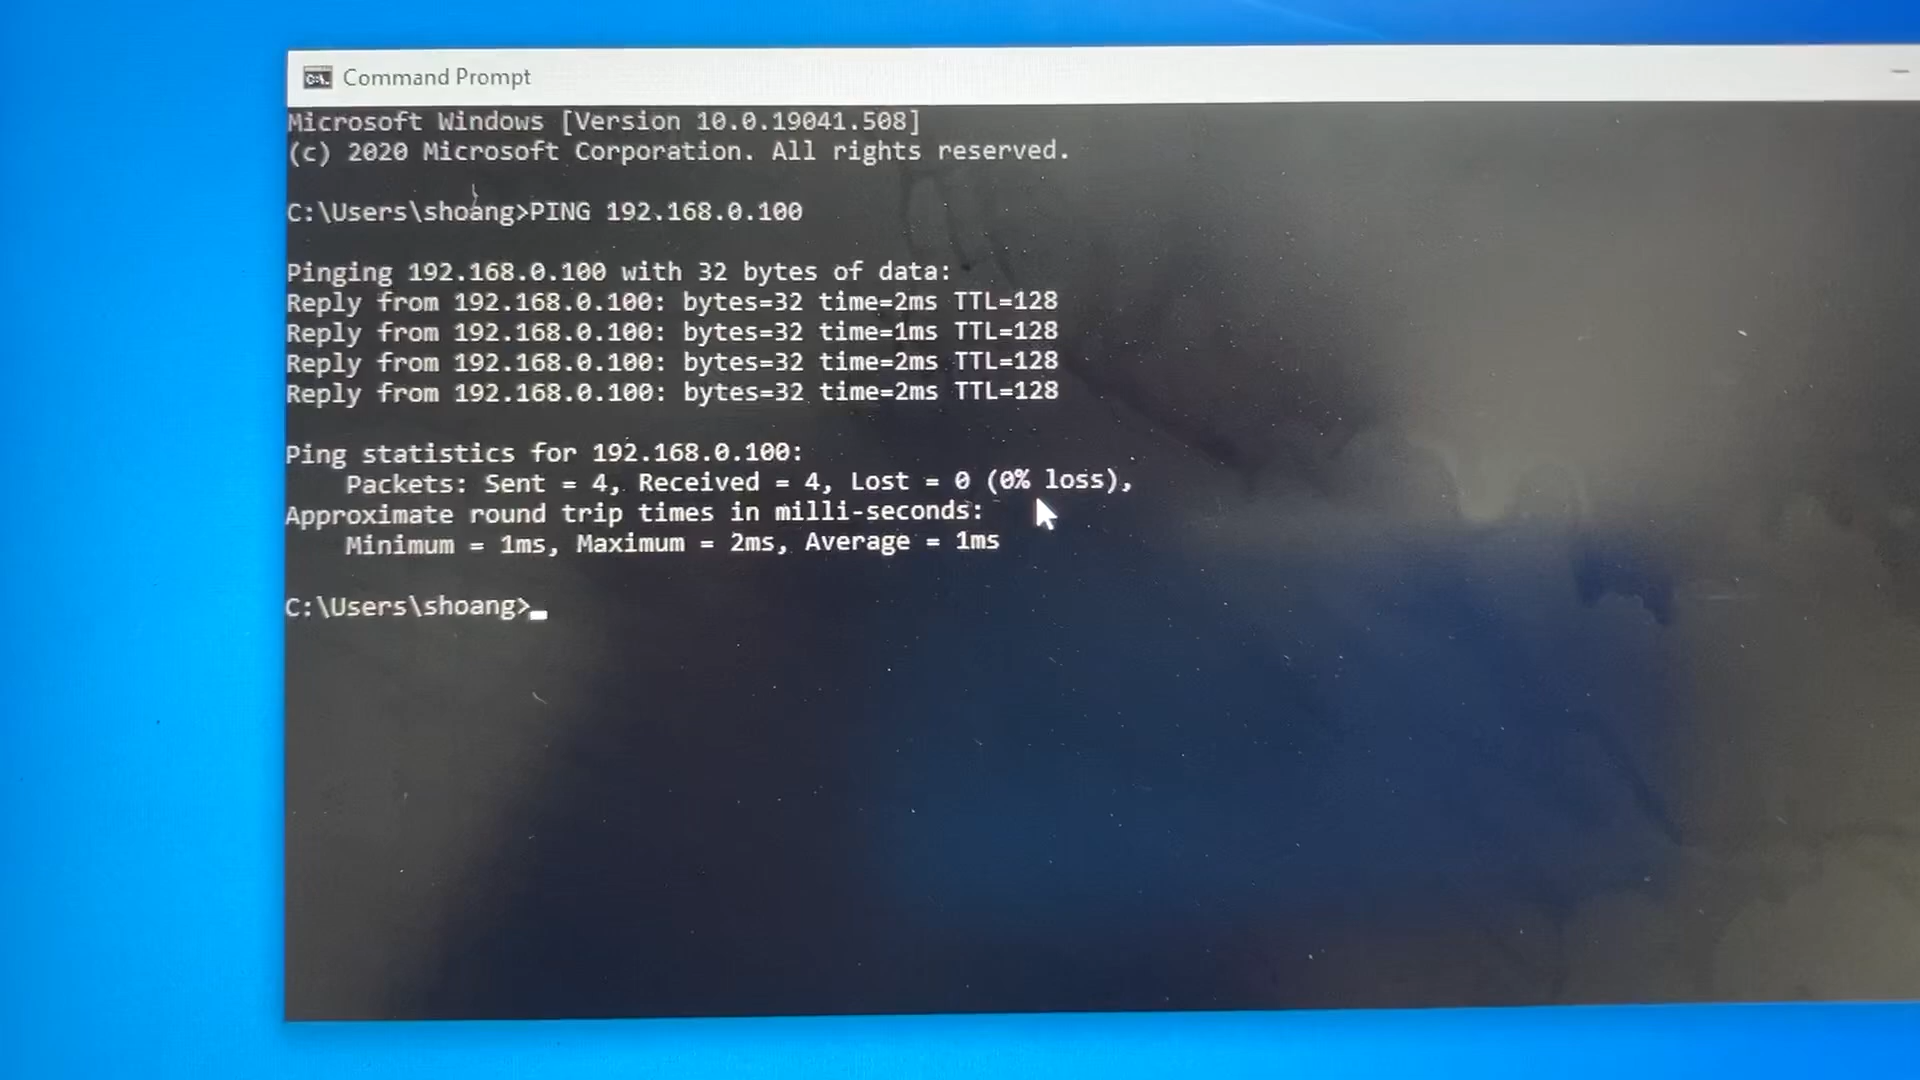 Command Prompt
Microsoft Windows [Version 10.0.19041.508]
(c) 2020 Microsoft Corporation. All rights reserved.
C:\Users\shoang>PING 192.168.0.100
Pinging 192.168.0.100 with 32 bytes of data:
Reply from 192.168.0.100: bytes=32 time=2ms TTL=128
Reply from 192.168.0.100: bytes=32 time=1ms TTL=128
Reply from 192.168.0.100: bytes=32 time=2ms TTL=128
Reply from 192.168.0.100: bytes=32 time=2ms TTL=128
Ping statistics for 192.168.0.100:
Packets: Sent = 4, Received = 4, Lost = 0 (0% loss),
Approximate round trip times in milli-seconds:
Minimum = 1ms, Maximum = 2ms, Average = 1ms
C:\Users\shoang>